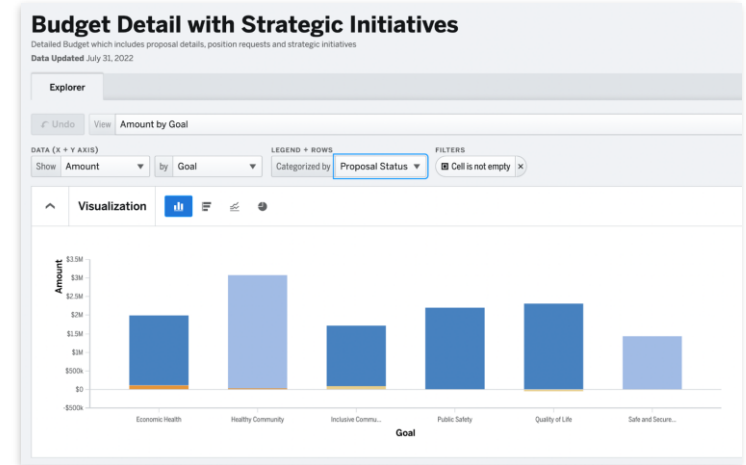 Budget Detail with Strategic Initiatives
Detailed Budget which includes proposal details, position requests and strategic initiatives
Data Updated July 31, 2022
Explorer
Undo View Amount by Goal
DATA (X + Y AXIS) LEGEND + ROWS FILTERS
Show Amount by Goal Categorized by Proposal Status Cell is not empty ×
Visualization
Amount
$3.5M
$3M
$2.5M
$2M
$1.5M
$1M
$500k
$0
-$500k
Economic Health Healthy Community Inclusive Commu... Public Safety Quality of Life Safe and Secure...
Goal